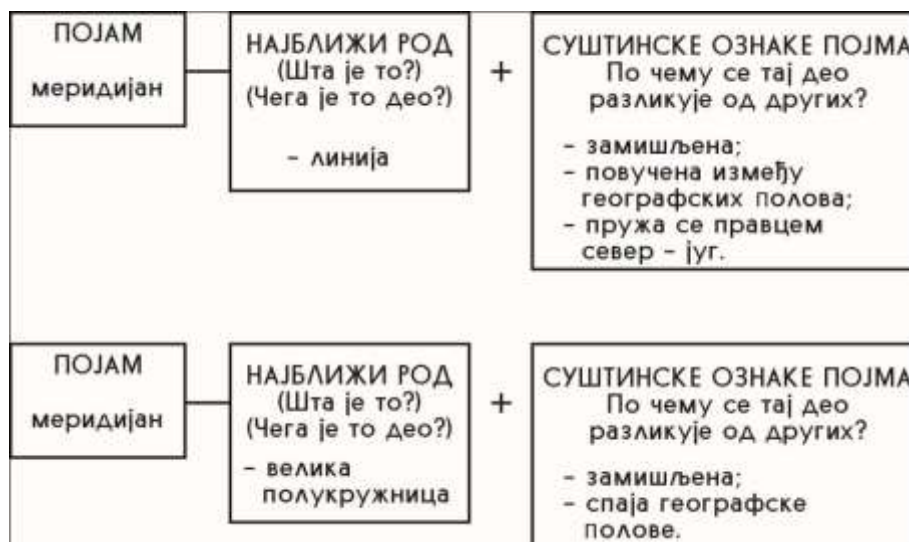 ПОЈАМ
меридијан
НАЈБЛИЖИ РОД
(Шта је то?)
(Чега је то део?)
– линија
+
СУШТИНСКЕ ОЗНАКЕ ПОЈМА
По чему се тај део
разликује од других?
– замишљена;
– повучена између
географских полова;
– пружа се правцем
север – југ.
ПОЈАМ
меридијан
НАЈБЛИЖИ РОД
(Шта је то?)
(Чега је то део?)
– велика
полукружница
+
СУШТИНСКЕ ОЗНАКЕ ПОЈМА
По чему се тај део
разликује од других?
– замишљена;
– спаја географске
полове.